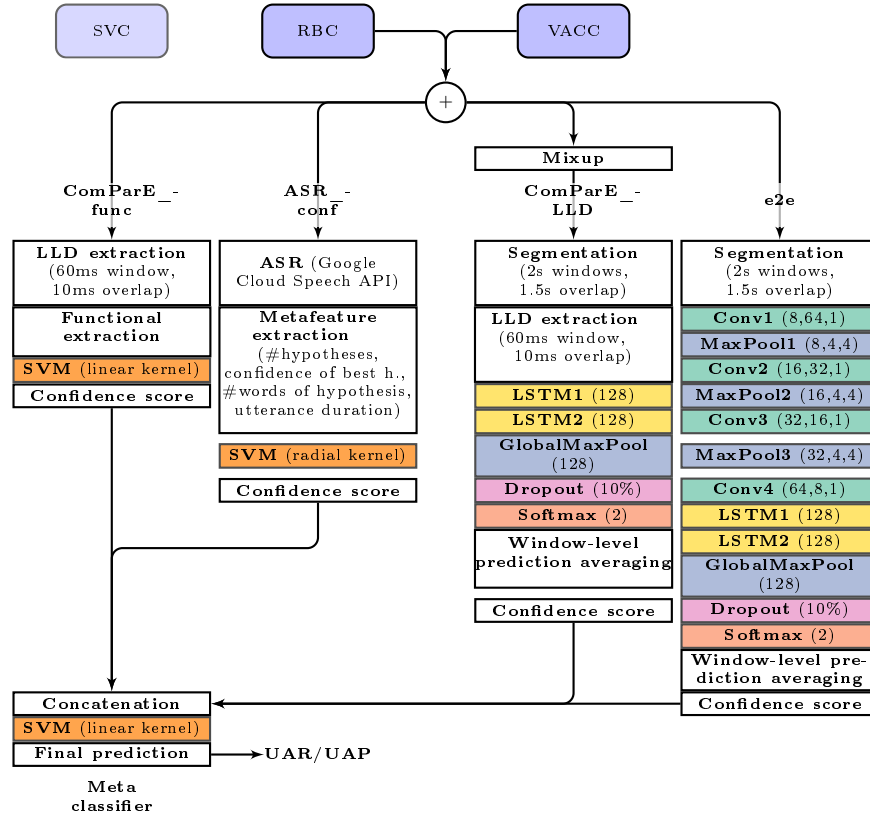 SVC
RBC
VACC
+
Mixup
ComParE_-
func
ASR_-
conf
ComParE_-
LLD
e2e
LLD extraction
(60ms window,
10ms overlap)
Functional
extraction
SVM (linear kernel)
Confidence score
ASR (Google
Cloud Speech API)
Metafeature
extraction
(#hypotheses,
confidence of best h.,
#words of hypothesis,
utterance duration)
SVM (radial kernel)
Confidence score
Segmentation
(2s windows,
1.5s overlap)
LLD extraction
(60ms window,
10ms overlap)
LSTM1 (128)
LSTM2 (128)
GlobalMaxPool
(128)
Dropout (10%)
Softmax (2)
Window-level
prediction averaging
Confidence score
Segmentation
(2s windows,
1.5s overlap)
Conv1 (8,64,1)
MaxPool1 (8,4,4)
Conv2 (16,32,1)
MaxPool2 (16,4,4)
Conv3 (32,16,1)
MaxPool3 (32,4,4)
Conv4 (64,8,1)
LSTM1 (128)
LSTM2 (128)
GlobalMaxPool
(128)
Dropout (10%)
Softmax (2)
Window-level pre-
diction averaging
Confidence score
Concatenation
SVM (linear kernel)
Final prediction
UAR/UAP
Meta
classifier